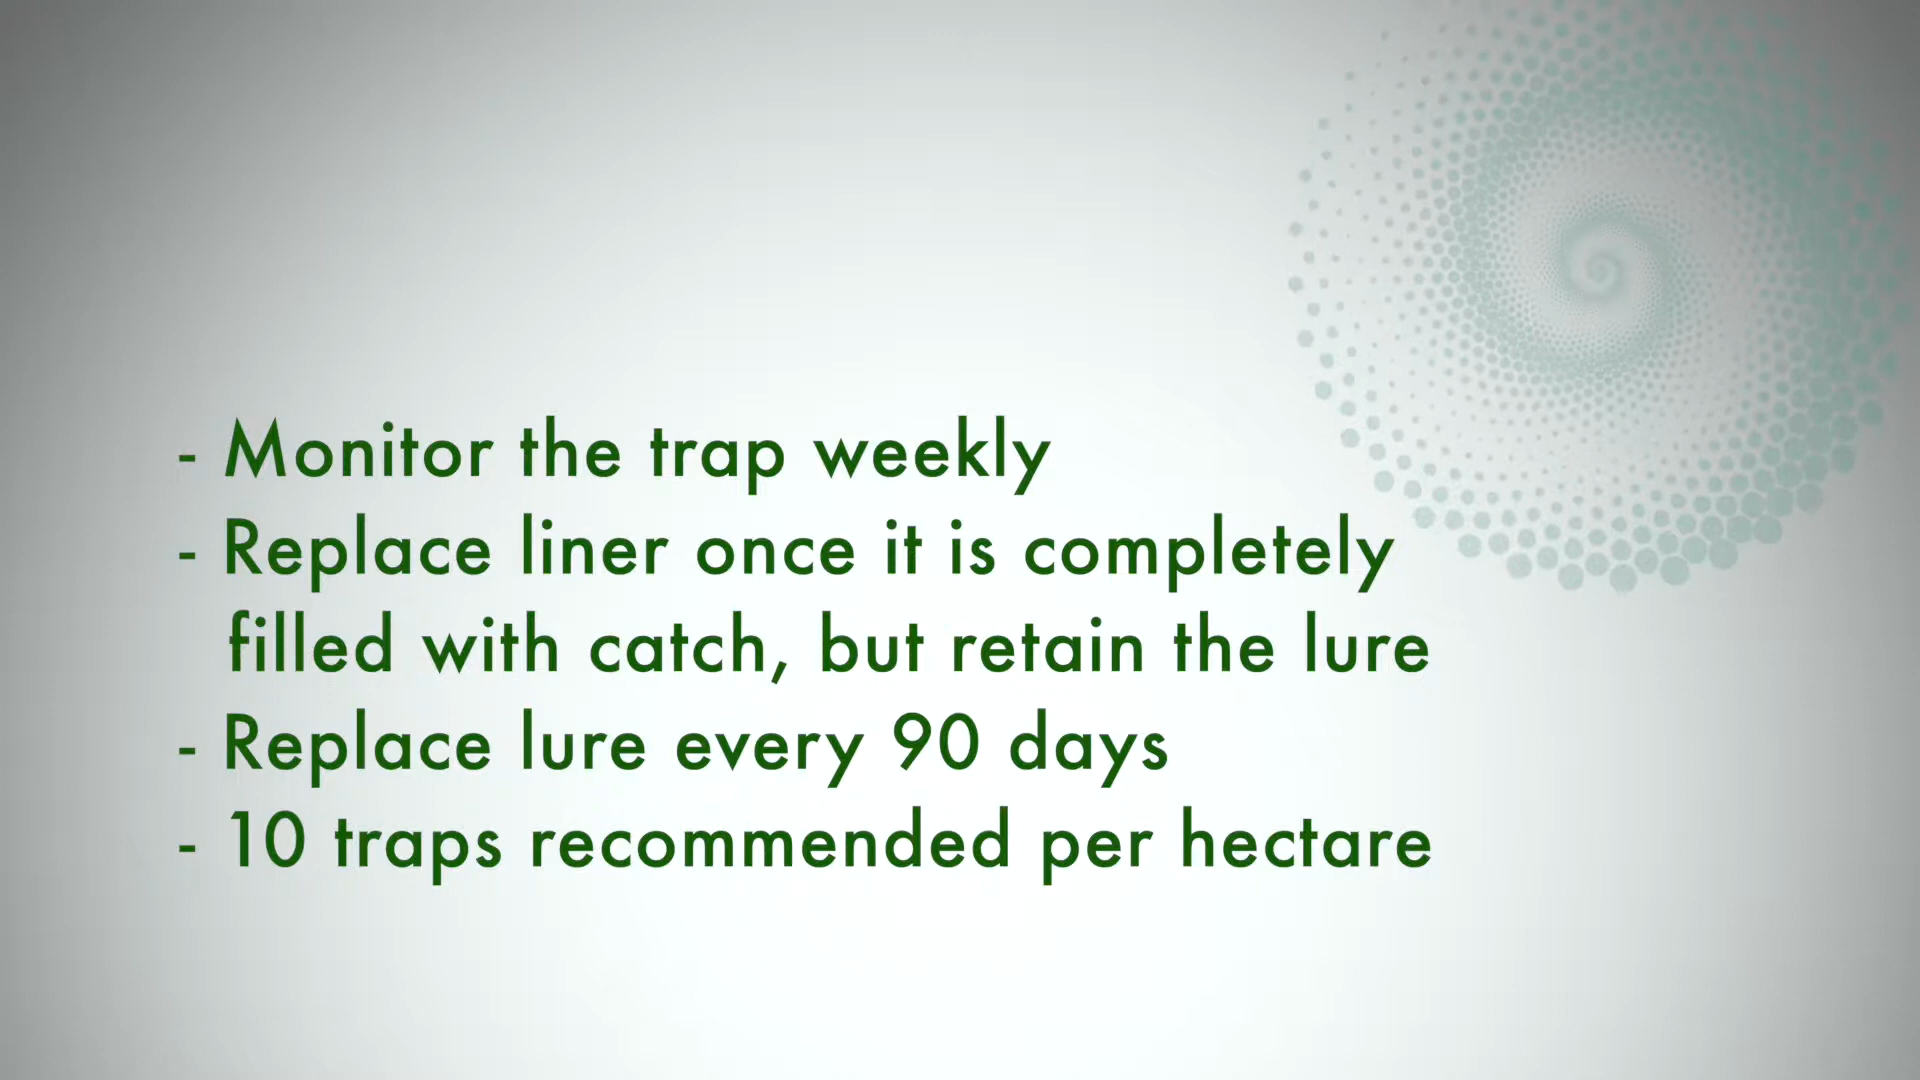 - Monitor the trap weekly
- Replace liner once it is completely
filled with catch, but retain the lure
- Replace lure every 90 days
- 10 traps recommended per hectare